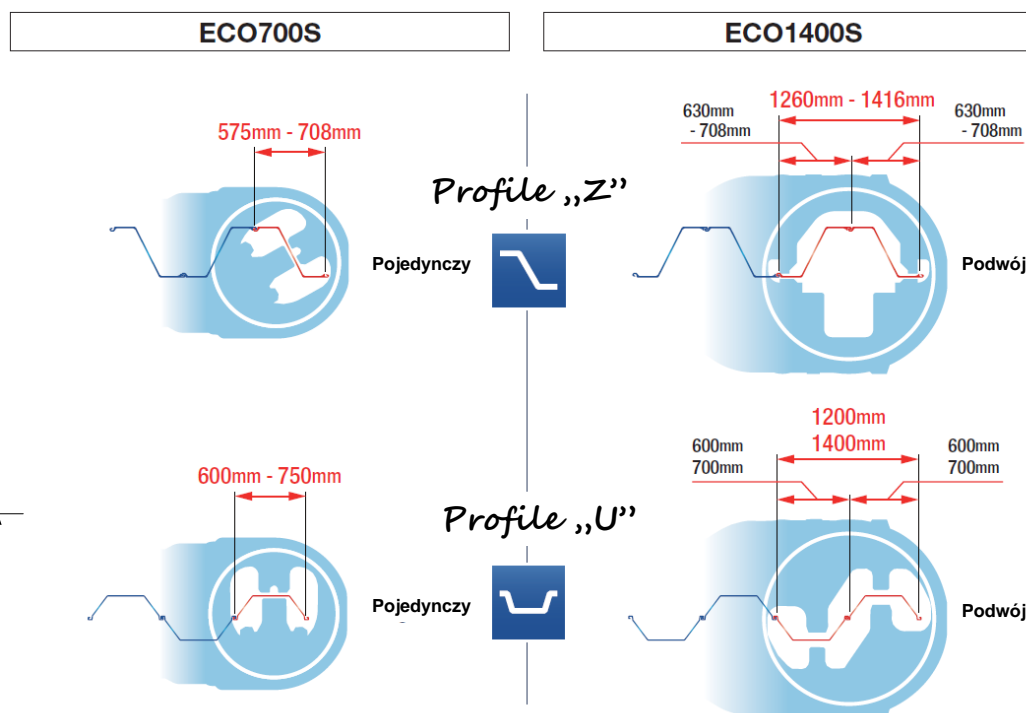 ECO700S
ECO1400S
575mm - 708mm
Profile „Z”
Pojedynczy
630mm
- 708mm
1260mm - 1416mm
630mm
- 708mm
Podwój
600mm - 750mm
Profile „U”
Pojedynczy
600mm
700mm
1200mm
1400mm
600mm
700mm
Podwój